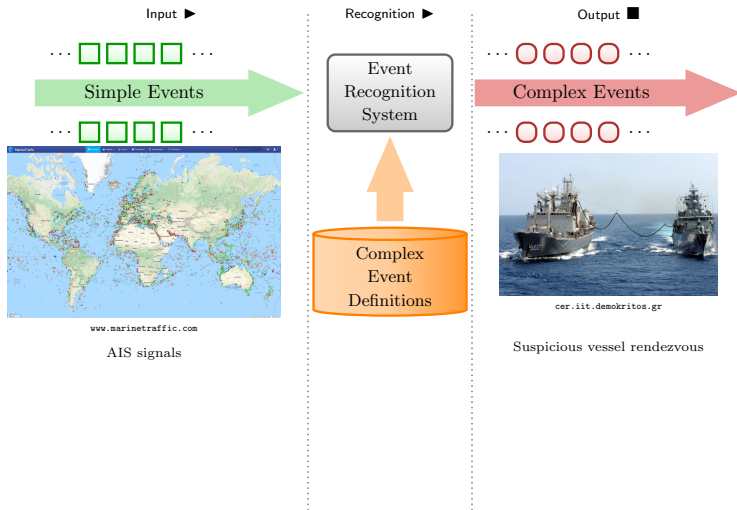 Input ▶
Recognition ▶
Output ■
... ...
Simple Events
... ...
Event
Recognition
System
... ...
Complex Events
... ...
MarineTraffic
Complex
Event
Definitions
www.marinetraffic.com
AIS signals
cer.iit.demokritos.gr
Suspicious vessel rendezvous